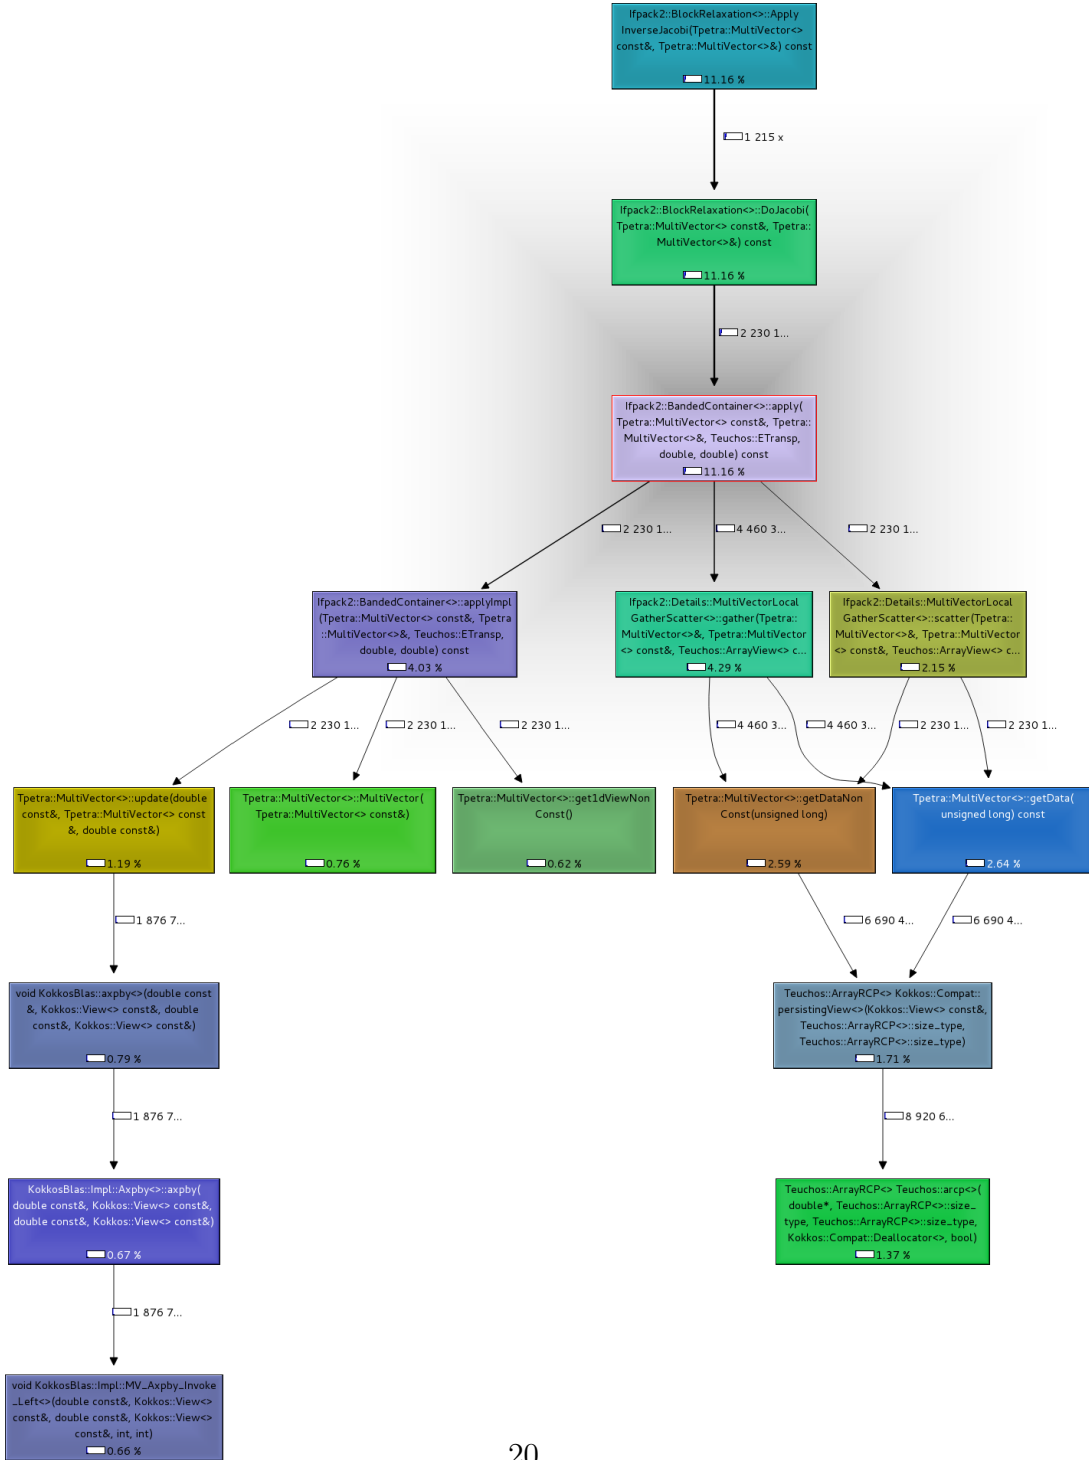 Ifpack2::BlockRelaxation<>::Apply
InverseJacobi(Tpetra::MultiVector<>
const&, Tpetra::MultiVector<>&) const
11.16 %
1 215 x
Ifpack2::BlockRelaxation<>::DoJacobi(
Tpetra::MultiVector<> const&, Tpetra::
MultiVector<>&) const
11.16 %
2 230 1...
Ifpack2::BandedContainer<>::apply(
Tpetra::MultiVector<> const&, Tpetra::
MultiVector<>&, Teuchos::ETransp,
double, double) const
11.16 %
2 230 1...
4 460 3...
2 230 1...
Ifpack2::BandedContainer<>::applyImpl
(Tpetra::MultiVector<> const&, Tpetra
::MultiVector<>&, Teuchos::ETransp,
double, double) const
4.03 %
Ifpack2::Details::MultiVectorLocal
GatherScatter<>::gather(Tpetra::
MultiVector<>&, Tpetra::MultiVector
<> const&, Teuchos::ArrayView<> c...
4.29 %
Ifpack2::Details::MultiVectorLocal
GatherScatter<>::scatter(Tpetra::
MultiVector<>&, Tpetra::MultiVector
<> const&, Teuchos::ArrayView<> c...
2.15 %
2 230 1...
2 230 1...
2 230 1...
4 460 3...
4 460 3...
2 230 1...
2 230 1...
Tpetra::MultiVector<>::update(double
const&, Tpetra::MultiVector<> const
&, double const&)
1.19 %
Tpetra::MultiVector<>::MultiVector(
Tpetra::MultiVector<> const&)
0.76 %
Tpetra::MultiVector<>::get1dViewNon
Const()
0.62 %
Tpetra::MultiVector<>::getDataNon
Const(unsigned long)
2.59 %
Tpetra::MultiVector<>::getData(
unsigned long) const
2.64 %
1 876 7...
6 690 4...
6 690 4...
void KokkosBlas::axpby<>(double const
&, Kokkos::View<> const&, double
const&, Kokkos::View<> const&)
0.79 %
Teuchos::ArrayRCP<> Kokkos::Compat::
persistingView<>(Kokkos::View<> const&,
Teuchos::ArrayRCP<>::size_type,
Teuchos::ArrayRCP<>::size_type)
1.71 %
1 876 7...
8 920 6...
KokkosBlas::Impl::Axpby<>::axpby(
double const&, Kokkos::View<> const&,
double const&, Kokkos::View<> const&)
0.67 %
Teuchos::ArrayRCP<> Teuchos::arcp<>(
double*, Teuchos::ArrayRCP<>::size_
type, Teuchos::ArrayRCP<>::size_type,
Kokkos::Compat::Deallocator<>, bool)
1.37 %
1 876 7...
void KokkosBlas::Impl::MV_Axpby_Invoke
_Left<>(double const&, Kokkos::View<>
const&, double const&, Kokkos::View<>
const&, int, int)
0.66 %
20